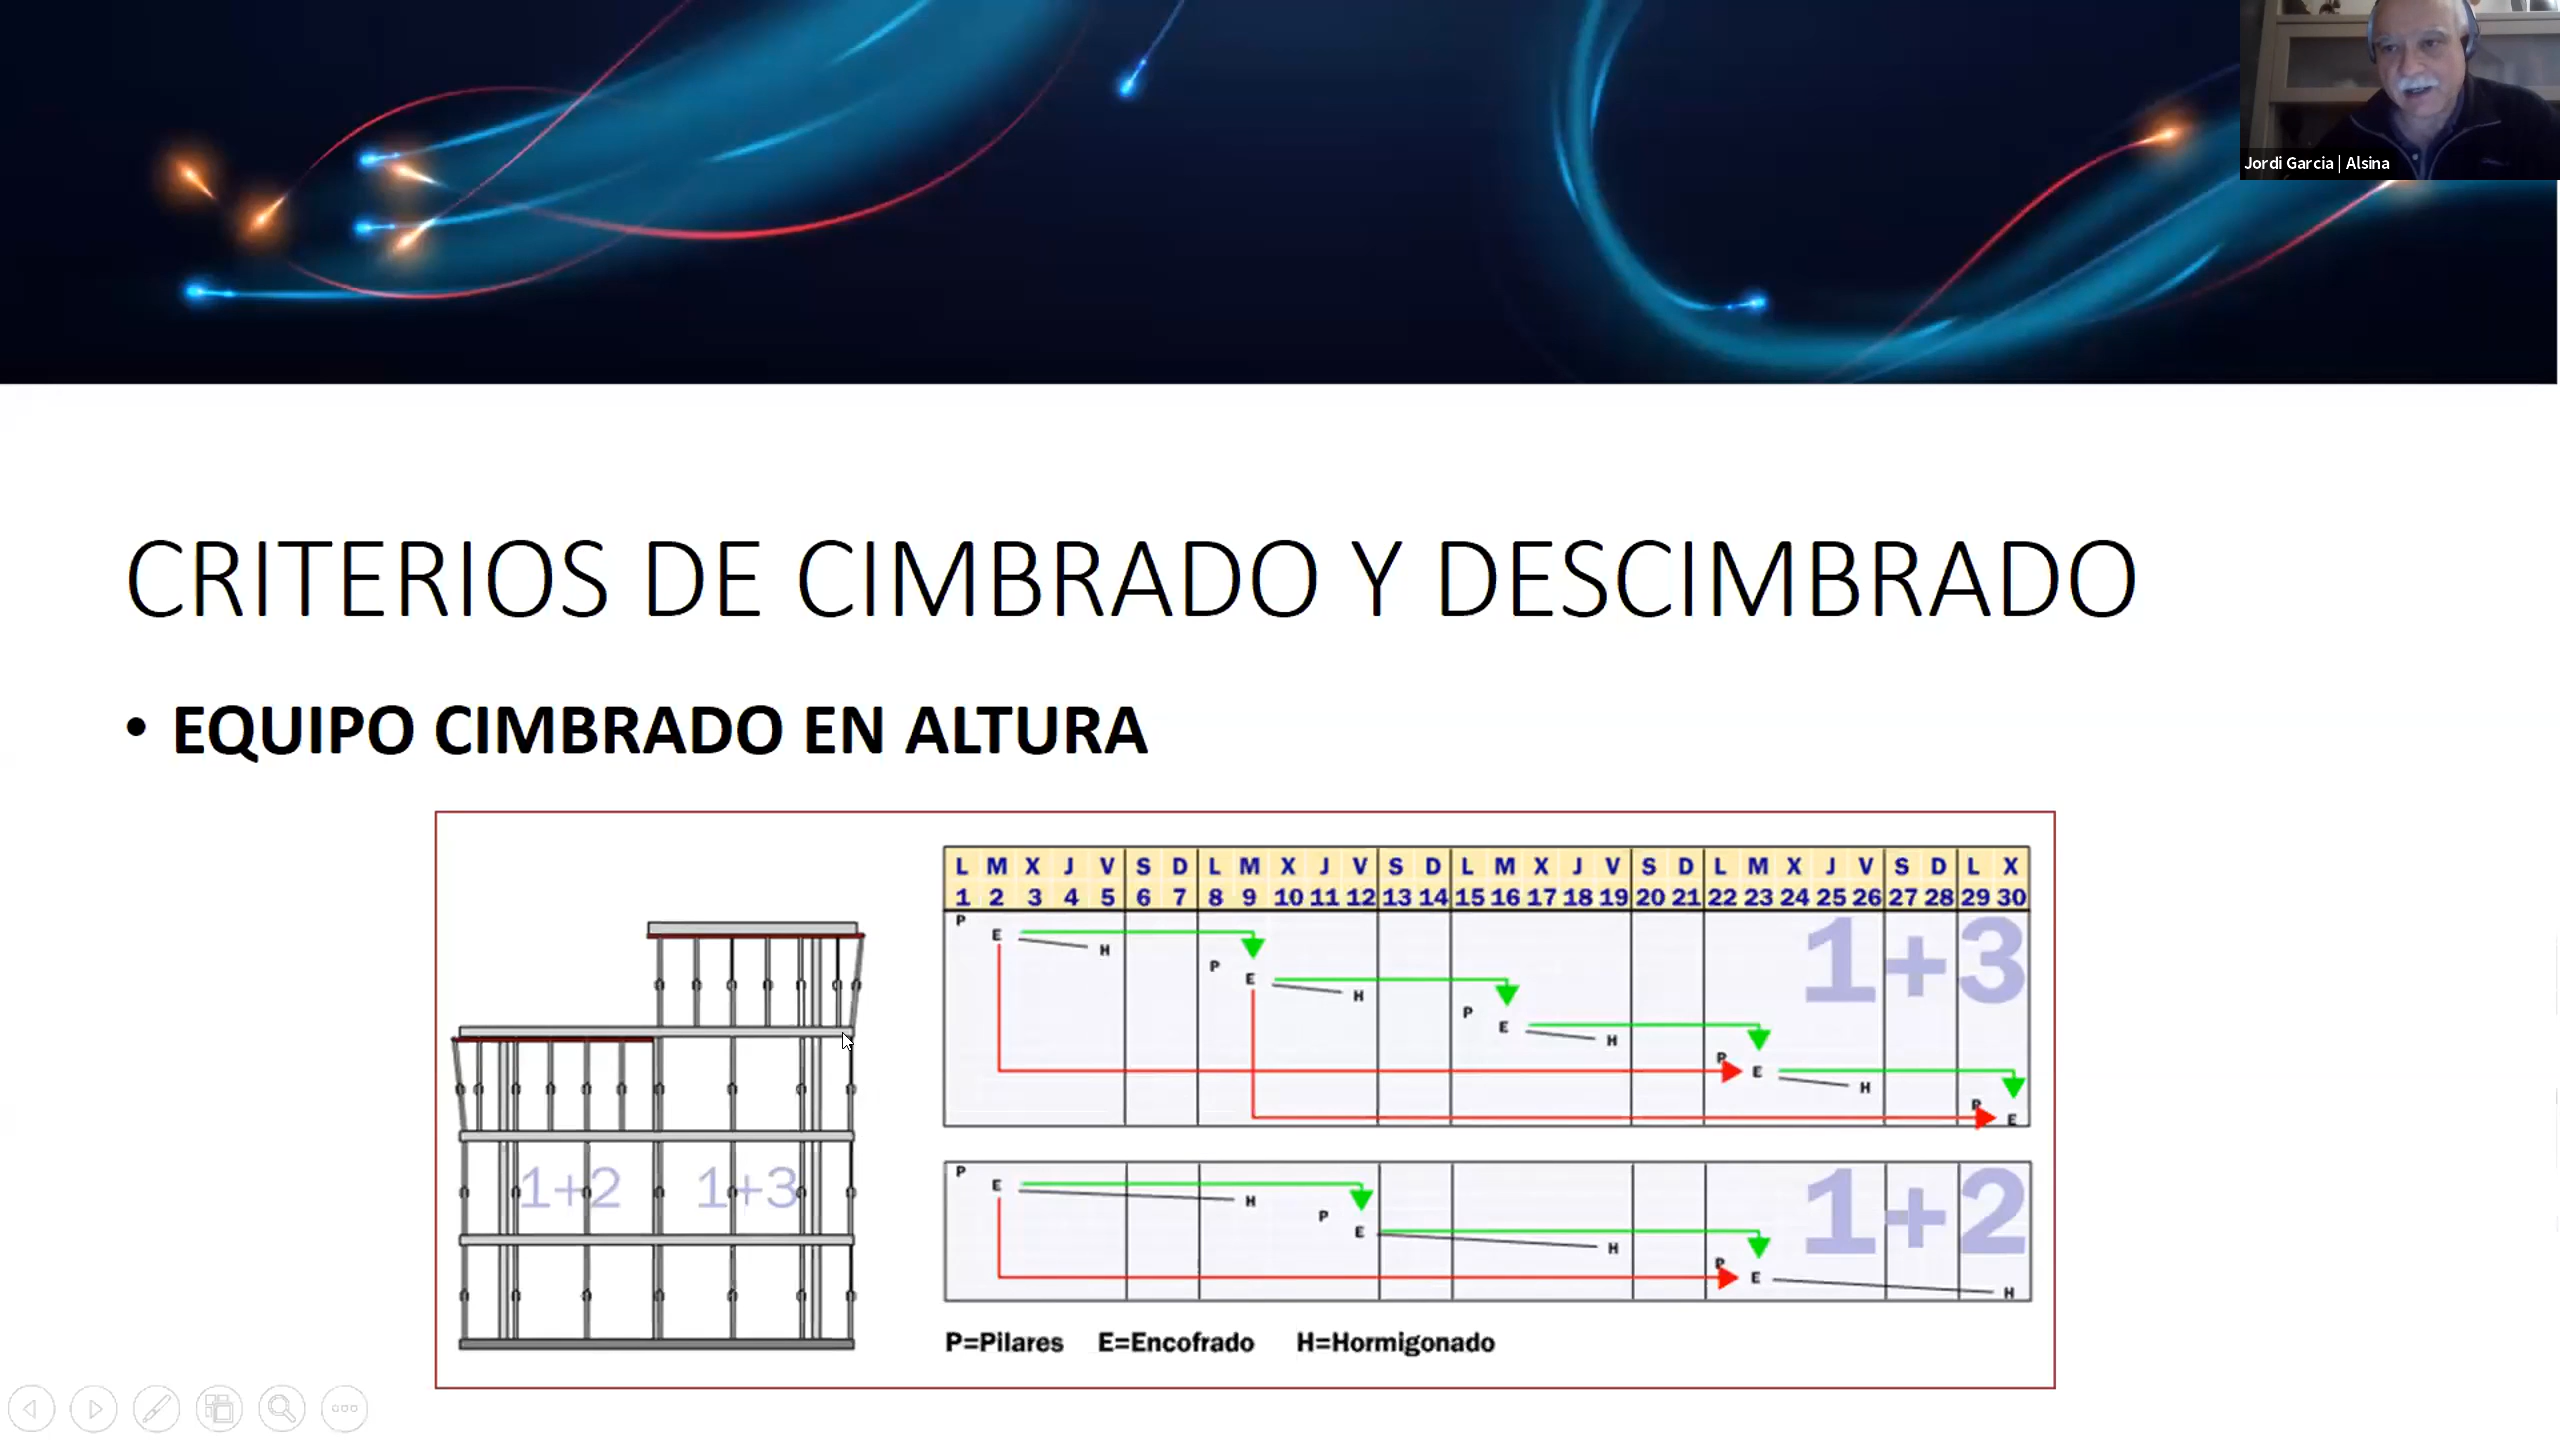 Jordi Garcia | Alsina
CRITERIOS DE CIMBRADO Y DESCIMBRADO
• EQUIPO CIMBRADO EN ALTURA
L M X J V S D L M X J V S D L M X J V S D L M X J V S D L X
1 2 3 4 5 6 7 8 9 10 11 12 13 14 15 16 17 18 19 20 21 22 23 24 25 26 27 28 29 30
1+3
P
E
H
P
E
H
P
E
H
P
E
H
P
E
1+2
P
E
H
P
E
H
P
E
H
1+2 1+3
P=Pilares E=Encofrado H=Hormigonado